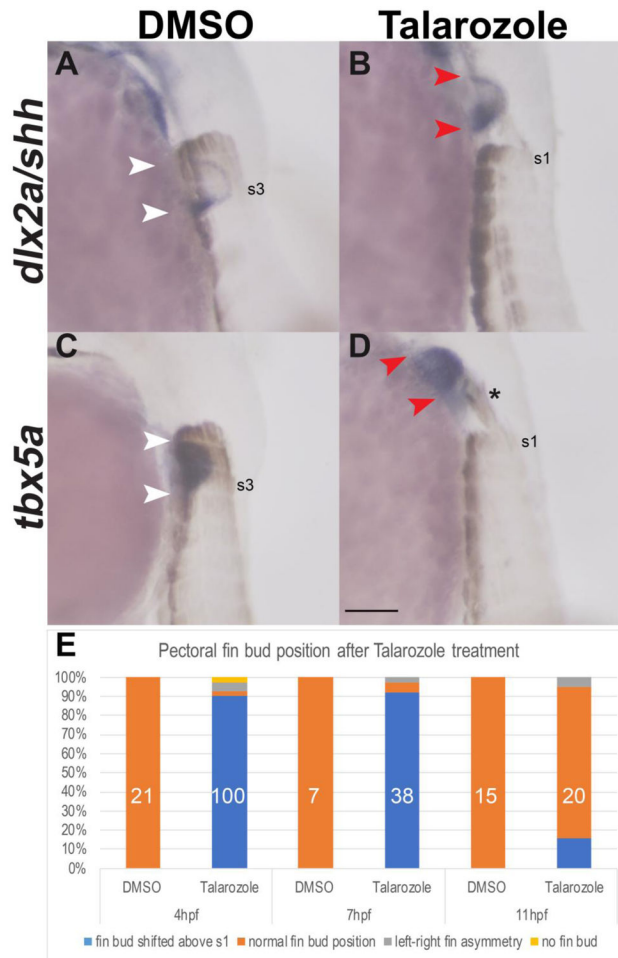 DMSO Talarozole
A B
dlx2a/shh
s3 s1
C D
tbx5a
*
s3 s1
E Pectoral fin bud position after Talarozole treatment
100%
90%
80%
70%
60%
50%
40%
30%
20%
10%
0%
21 100 7 38 15 20
DMSO Talarozole DMSO Talarozole DMSO Talarozole
4hpf 7hpf 11hpf
fin bud shifted above s1 normal fin bud position left-right fin asymmetry no fin bud